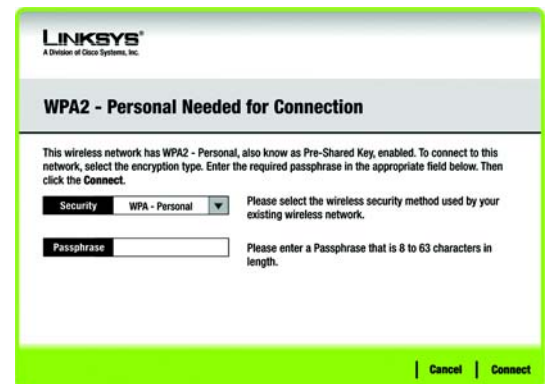 LINKSYS®
A Division of Cisco Systems, Inc.
WPA2 - Personal Needed for Connection
This wireless network has WPA2 - Personal, also know as Pre-Shared Key, enabled. To connect to this
network, select the encryption type. Enter the required passphrase in the appropriate field below. Then
click the Connect.
Security WPA - Personal
Please select the wireless security method used by your
existing wireless network.
Passphrase
Please enter a Passphrase that is 8 to 63 characters in
length.
Cancel Connect